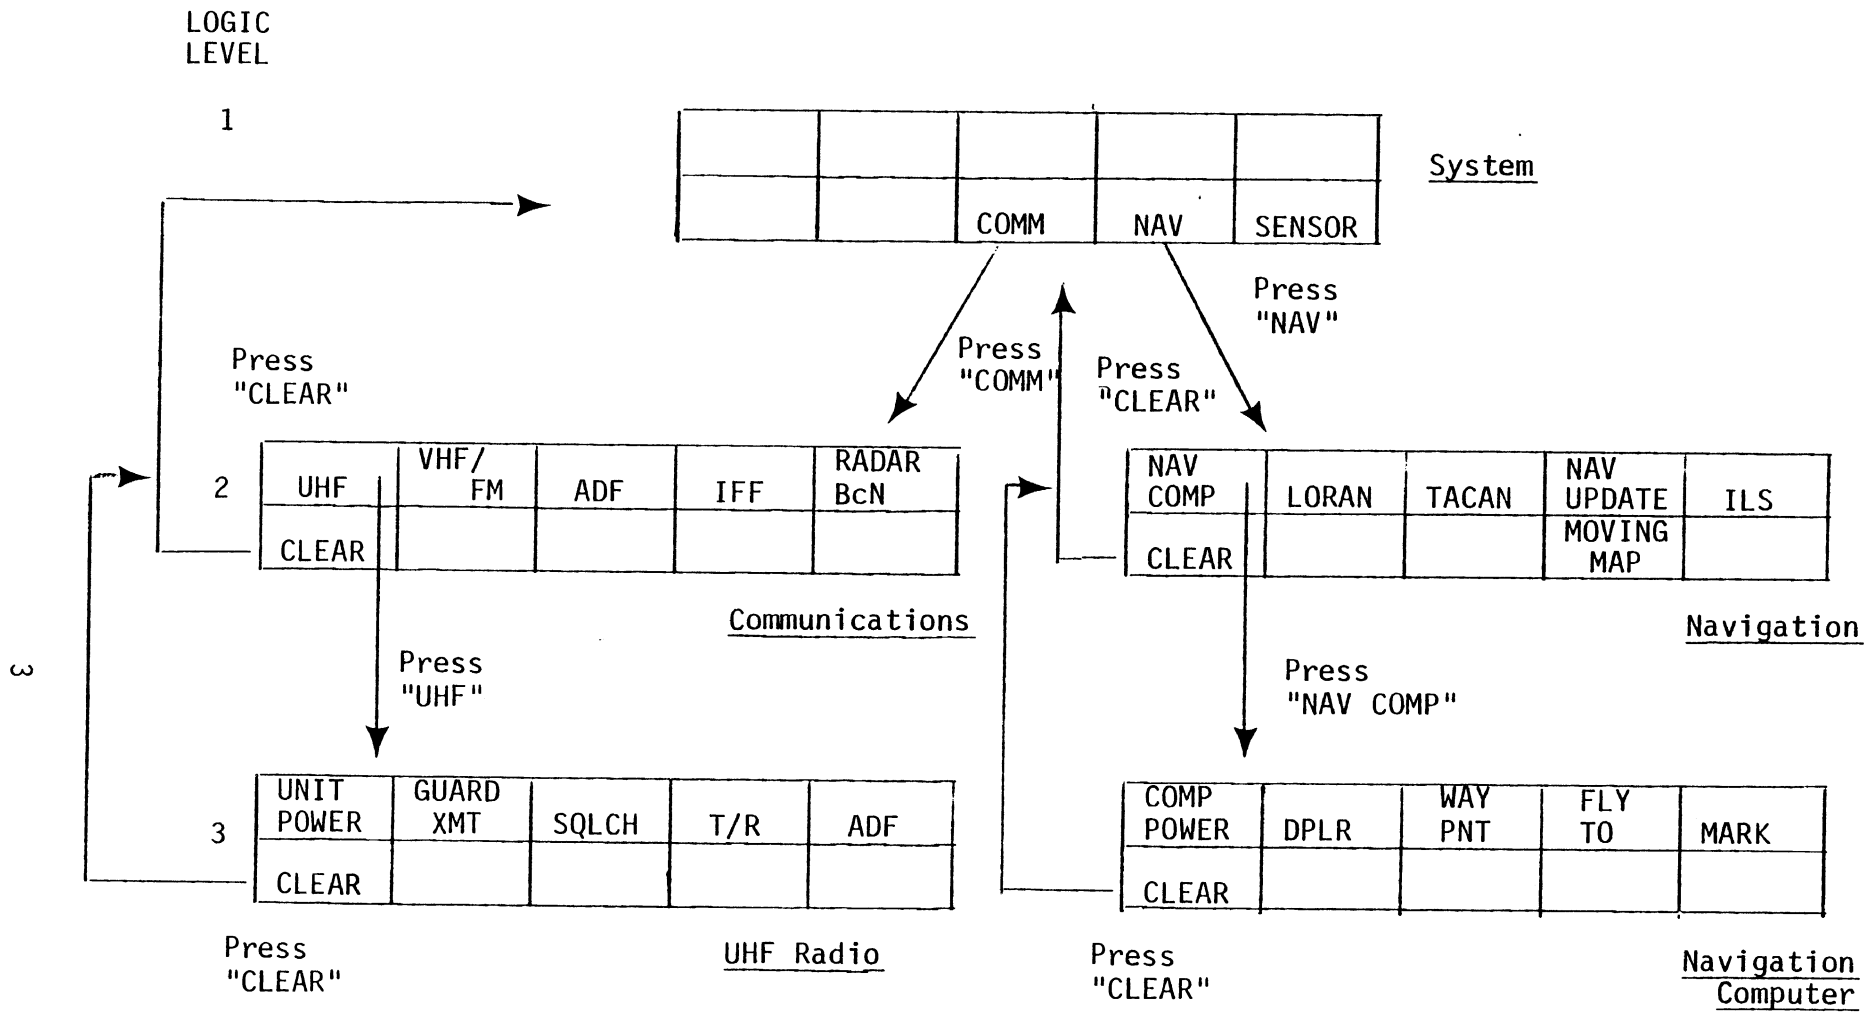 LOGIC
LEVEL
1
System
COMM NAV SENSOR
Press
"NAV"
Press
"COMM"
Press
"CLEAR"
Press
"CLEAR"
2
UHF VHF/ FM ADF IFF RADAR BcN
CLEAR
Communications
NAV COMP LORAN TACAN NAV UPDATE ILS
CLEAR MOVING MAP
Navigation
3
Press
"UHF"
Press
"NAV COMP"
3
UNIT POWER GUARD XMT SQLCH T/R ADF
CLEAR
UHF Radio
Press
"CLEAR"
COMP POWER DPLR WAY PNT FLY TO MARK
CLEAR
Press
"CLEAR"
Navigation
Computer